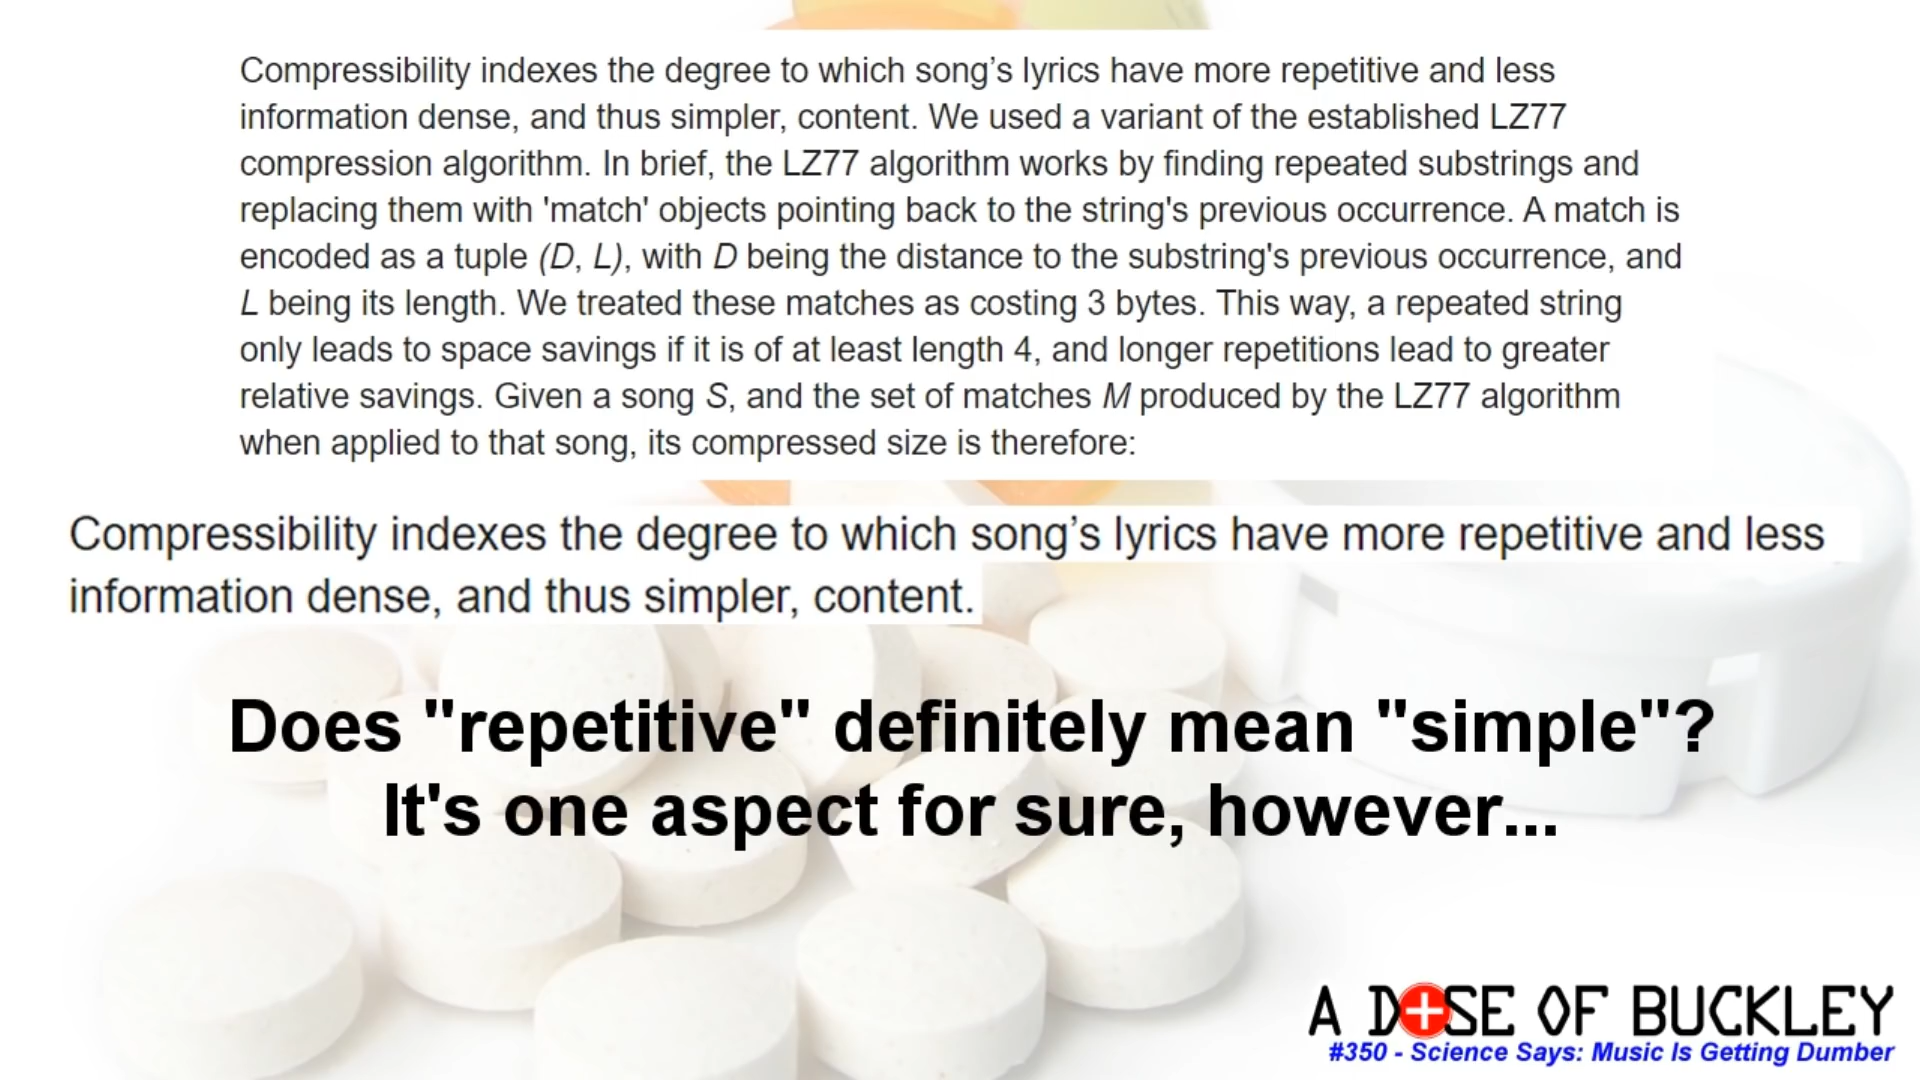 Compressibility indexes the degree to which song’s lyrics have more repetitive and less
information dense, and thus simpler, content. We used a variant of the established LZ77
compression algorithm. In brief, the LZ77 algorithm works by finding repeated substrings and
replacing them with 'match' objects pointing back to the string's previous occurrence. A match is
encoded as a tuple (D, L), with D being the distance to the substring's previous occurrence, and
L being its length. We treated these matches as costing 3 bytes. This way, a repeated string
only leads to space savings if it is of at least length 4, and longer repetitions lead to greater
relative savings. Given a song S, and the set of matches M produced by the LZ77 algorithm
when applied to that song, its compressed size is therefore:
Compressibility indexes the degree to which song’s lyrics have more repetitive and less
information dense, and thus simpler, content.
Does "repetitive" definitely mean "simple"?
It's one aspect for sure, however...
A DOSE OF BUCKLEY
#350 - Science Says: Music Is Getting Dumber